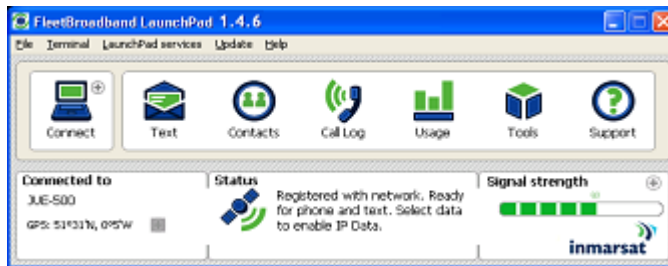 FleetBroadband LaunchPad 1.4.6
File Terminal LaunchPad services Update Help
Connect Text Contacts Call Log Usage Tools Support
Connected to
JUE-500
GPS: 51°31'N, 0°5'W
Status
Registered with network. Ready
for phone and text. Select data
to enable IP Data.
Signal strength
inmarsat